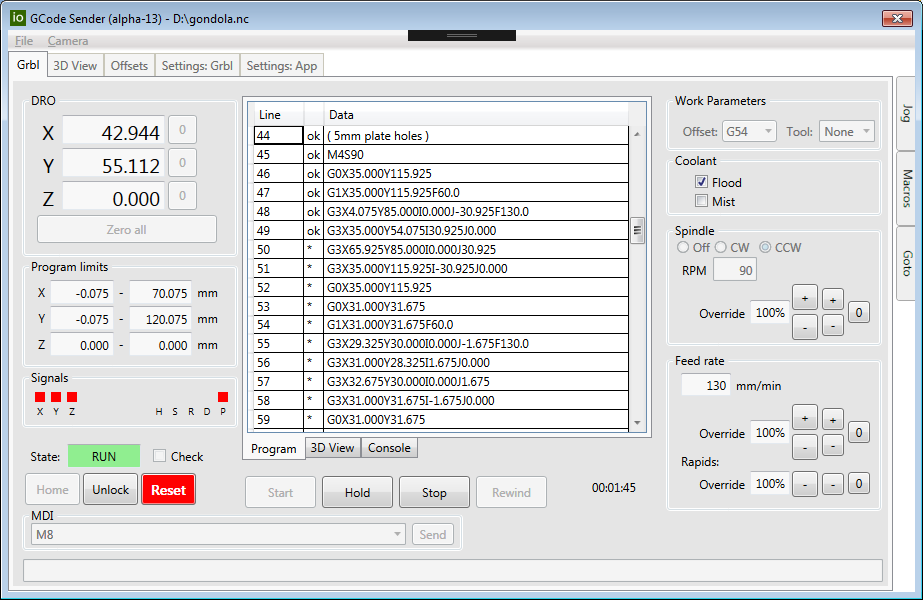 io GCode Sender (alpha-13) - D:\gondola.nc
File Camera
Grbl 3D View Offsets Settings: Grbl Settings: App
DRO
X 42.944 0
Y 55.112 0
Z 0.000 0
Zero all
Program limits
X -0.075 - 70.075 mm
Y -0.075 - 120.075 mm
Z 0.000 - 0.000 mm
Signals
X Y Z H S R D P
State: RUN Check
Home Unlock Reset
MDI
M8 Send
Line Data
44 ok ( 5mm plate holes )
45 ok M4S90
46 ok G0X35.000Y115.925
47 ok G1X35.000Y115.925F60.0
48 ok G3X4.075Y85.000I0.000J-30.925F130.0
49 ok G3X35.000Y54.075I30.925J0.000
50 * G3X65.925Y85.000I0.000J30.925
51 * G3X35.000Y115.925I-30.925J0.000
52 * G0X35.000Y115.925
53 * G0X31.000Y31.675
54 * G1X31.000Y31.675F60.0
55 * G3X29.325Y30.000I0.000J-1.675F130.0
56 * G3X31.000Y28.325I1.675J0.000
57 * G3X32.675Y30.000I0.000J1.675
58 * G3X31.000Y31.675I-1.675J0.000
59 * G0X31.000Y31.675
Program 3D View Console
Start Hold Stop Rewind 00:01:45
Work Parameters
Offset: G54 Tool: None
Coolant
Flood
Mist
Spindle
Off CW CCW
RPM 90
Override 100% + - + - 0
Feed rate
130 mm/min
Override 100% + - + - 0
Rapids:
Override 100% - - 0
Jog
Macros
Goto